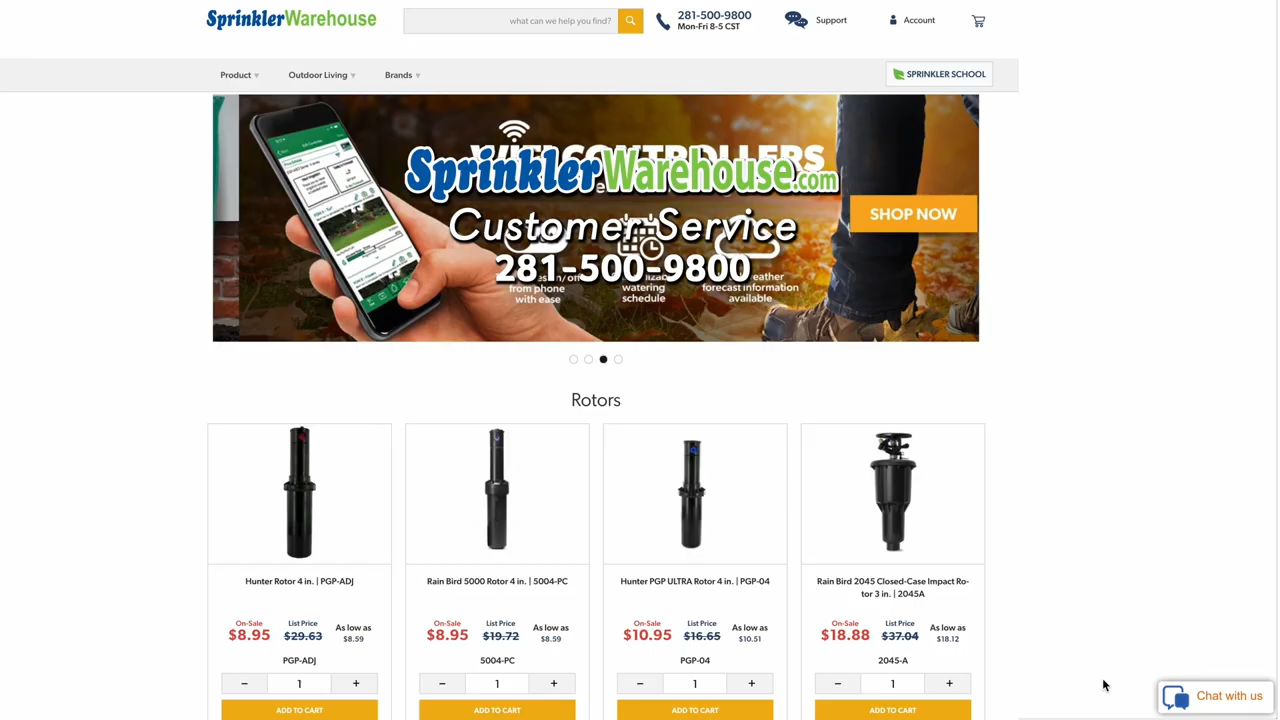 SprinklerWarehouse
what can we help you find?
281-500-9800
Mon-Fri 8-5 CST
Support
Account
Product
Outdoor Living
Brands
SPRINKLER SCHOOL
SprinklerWarehouse.com
Customer Service
281-500-9800
SHOP NOW
from phone
with ease
watering
schedule
forecast information
available
Rotors
Hunter Rotor 4 in. | PGP-ADJ
On-Sale List Price As low as
$8.95 $29.63 $8.59
PGP-ADJ
− 1 +
ADD TO CART
Rain Bird 5000 Rotor 4 in. | 5004-PC
On-Sale List Price As low as
$8.95 $19.72 $8.59
5004-PC
− 1 +
ADD TO CART
Hunter PGP ULTRA Rotor 4 in. | PGP-04
On-Sale List Price As low as
$10.95 $16.65 $10.51
PGP-04
− 1 +
ADD TO CART
Rain Bird 2045 Closed-Case Impact Ro-
tor 3 in. | 2045A
On-Sale List Price As low as
$18.88 $37.04 $18.12
2045-A
− 1 +
ADD TO CART
Chat with us